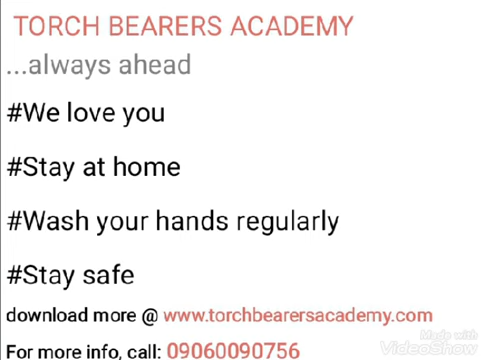 TORCH BEARERS ACADEMY
...always ahead
#We love you
#Stay at home
#Wash your hands regularly
#Stay safe
download more @ www.torchbearersacademy.com
For more info, call: 09060090756
Made with
VideoShow